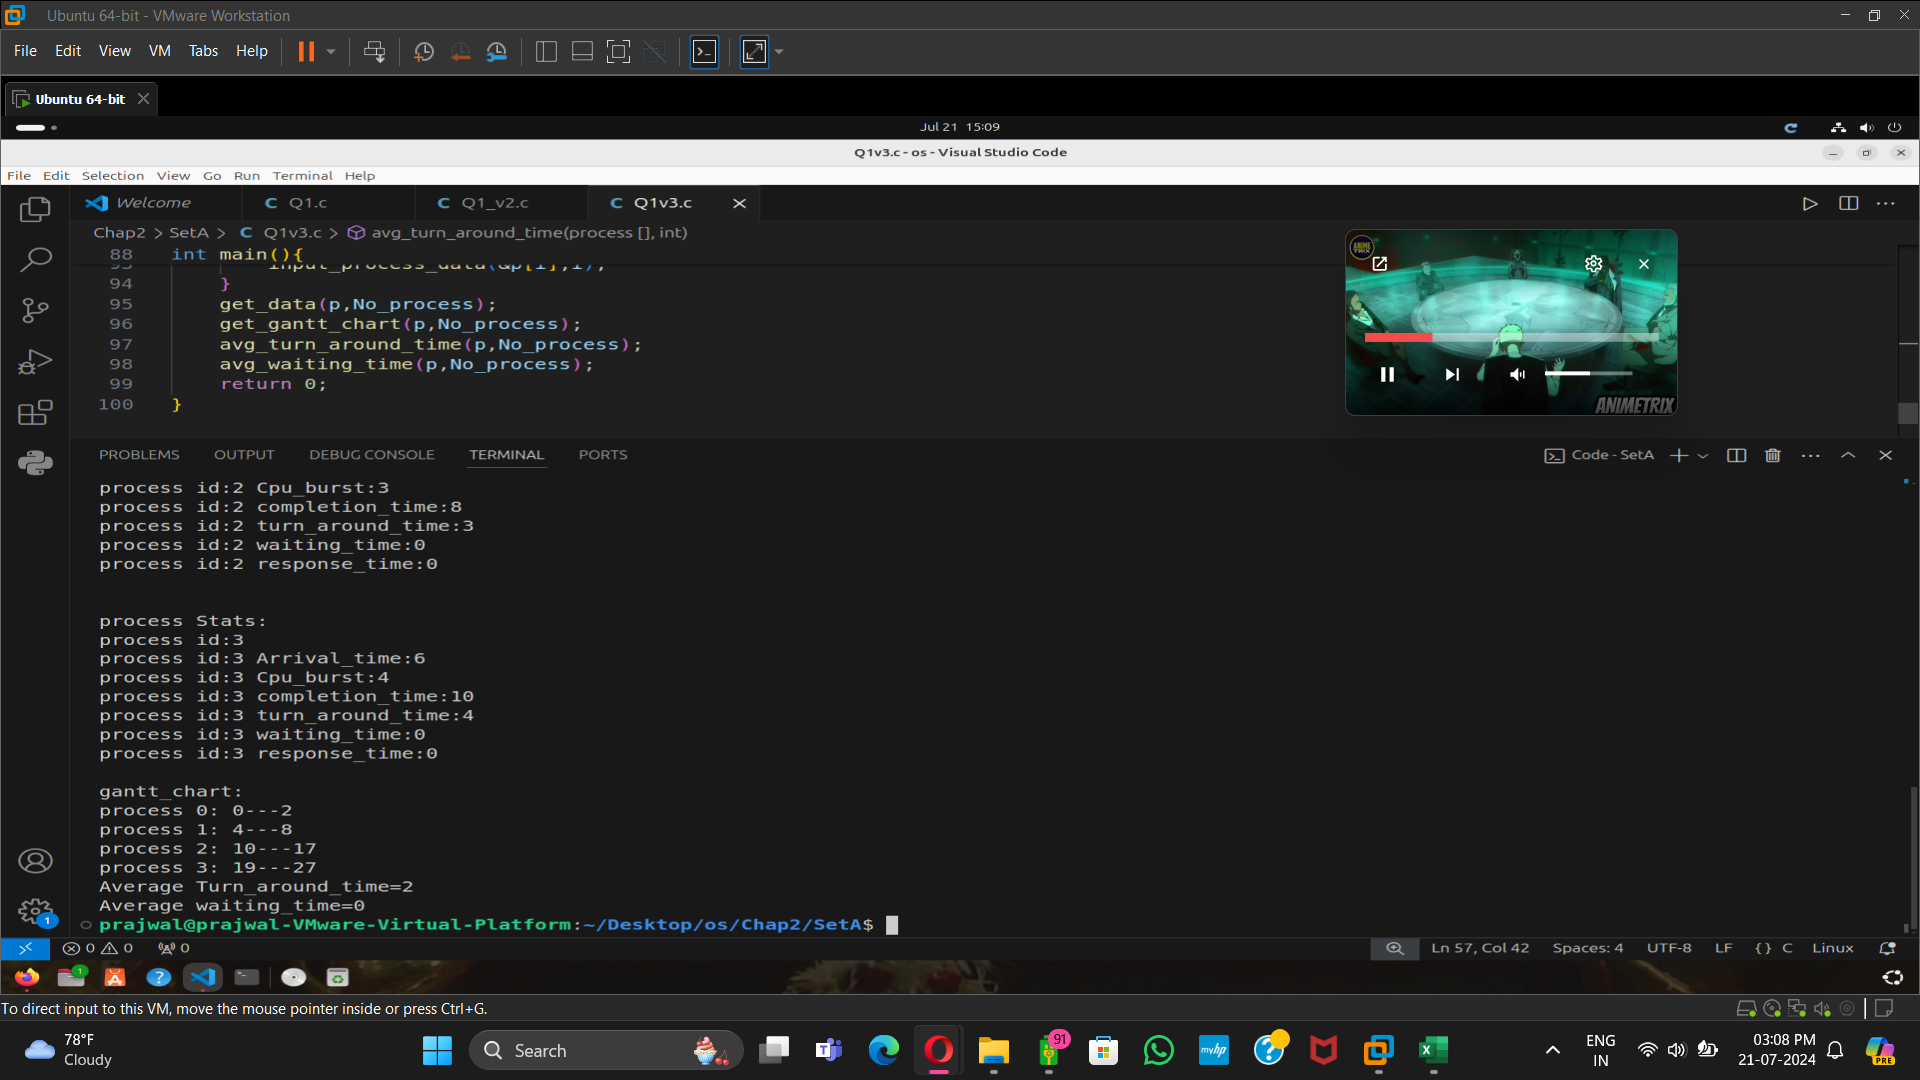 Ubuntu 64-bit - VMware Workstation
File Edit View VM Tabs Help
Ubuntu 64-bit
Jul 21 15:09
Q1v3.c - os - Visual Studio Code
File Edit Selection View Go Run Terminal Help
Welcome Q1.c Q1_v2.c Q1v3.c
Chap2 > SetA > C Q1v3.c > avg_turn_around_time(process [], int)
88 int main(){
93 input_process_data(&p[i],i);
94 }
95 get_data(p,No_process);
96 get_gantt_chart(p,No_process);
97 avg_turn_around_time(p,No_process);
98 avg_waiting_time(p,No_process);
99 return 0;
100 }
ANIME TRIX
ANIMETRIX
PROBLEMS OUTPUT DEBUG CONSOLE TERMINAL PORTS
Code - SetA
process id:2 Cpu_burst:3
process id:2 completion_time:8
process id:2 turn_around_time:3
process id:2 waiting_time:0
process id:2 response_time:0
process Stats:
process id:3
process id:3 Arrival_time:6
process id:3 Cpu_burst:4
process id:3 completion_time:10
process id:3 turn_around_time:4
process id:3 waiting_time:0
process id:3 response_time:0
gantt_chart:
process 0: 0---2
process 1: 4---8
process 2: 10---17
process 3: 19---27
Average Turn_around_time=2
Average waiting_time=0
prajwal@prajwal-VMware-Virtual-Platform:~/Desktop/os/Chap2/SetA$
1
0 0 0
Ln 57, Col 42 Spaces: 4 UTF-8 LF {} C Linux
1
To direct input to this VM, move the mouse pointer inside or press Ctrl+G.
78°F
Cloudy
Search
91
myhp
ENG
IN
03:08 PM
21-07-2024
PRE